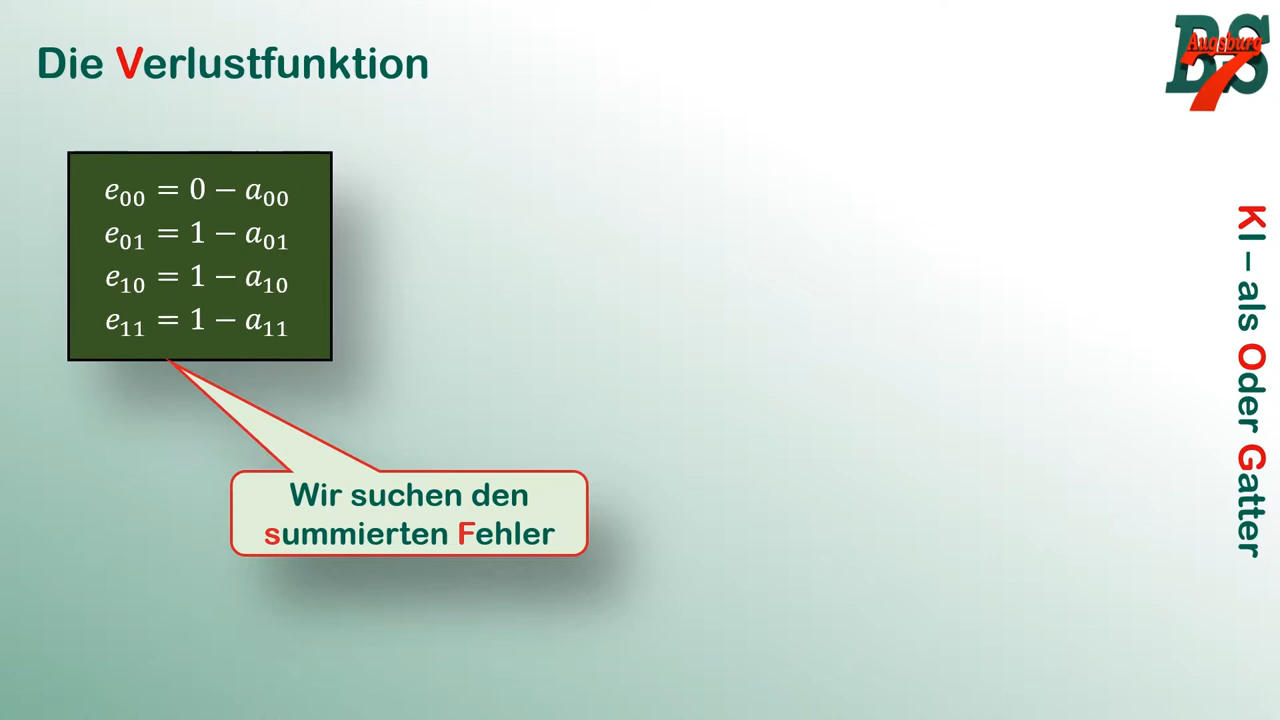 Die Verlustfunktion
BS
Augsburg
7
e₀₀ = 0 − a₀₀
e₀₁ = 1 − a₀₁
e₁₀ = 1 − a₁₀
e₁₁ = 1 − a₁₁
Wir suchen den
summierten Fehler
KI – als Oder Gatter